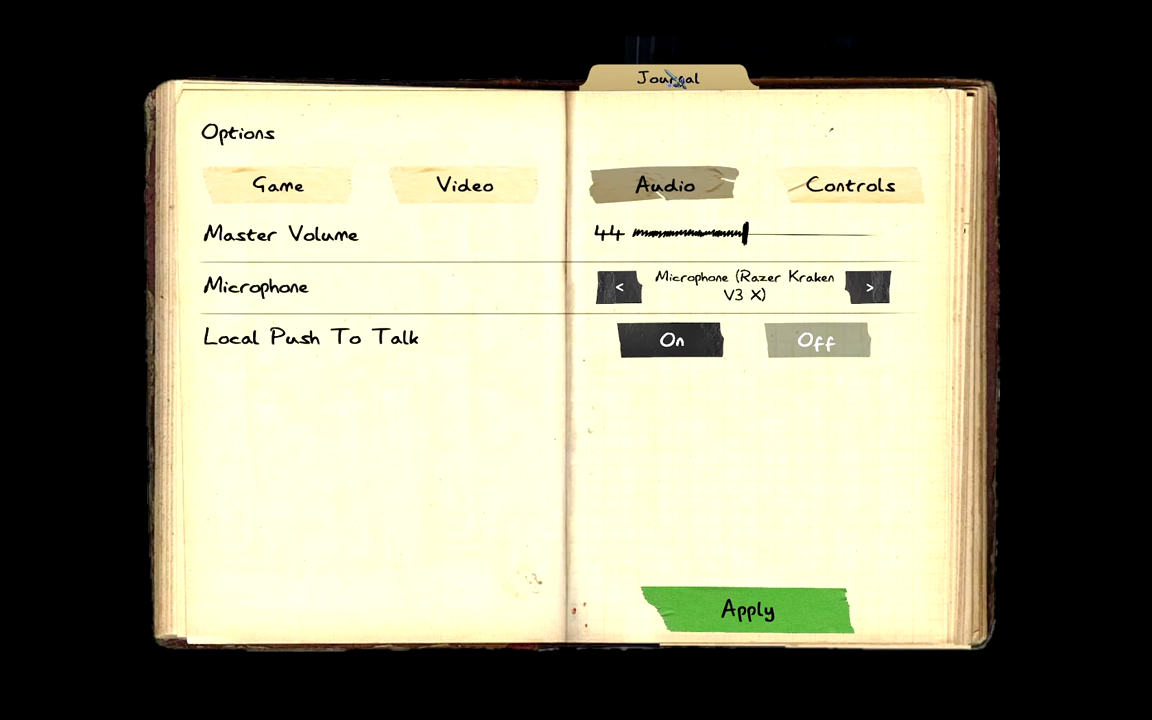 Journal
Options
Game Video Audio Controls
Master Volume 44
Microphone < Microphone (Razer Kraken
V3 X) >
Local Push To Talk On Off
Apply